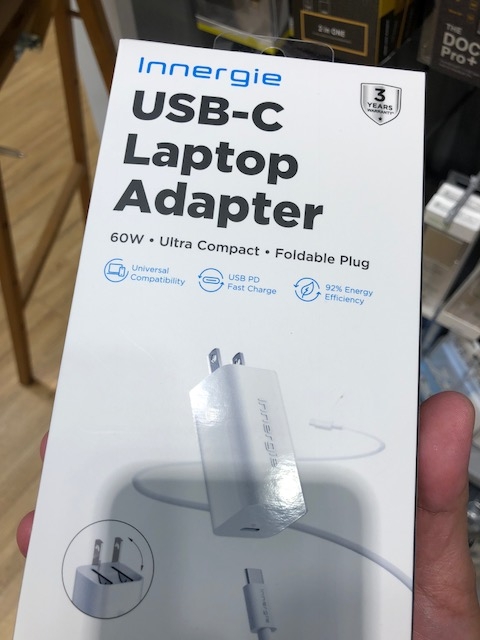 2 in ONE
THE
DOC
Pro+
Innergie
3
YEARS
WARRANTY
USB-C
Laptop
Adapter
60W • Ultra Compact • Foldable Plug
Universal
Compatibility
USB PD
Fast Charge
92% Energy
Efficiency
innergie